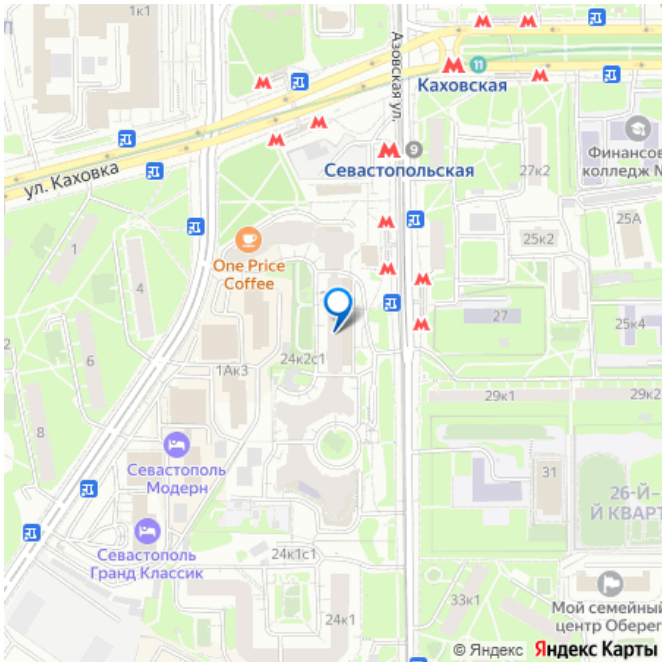 1к1
Азовская ул.
11
Каховская
9
Севастопольская
27к2
Финансов
колледж №
ул. Каховка
25А
25к2
One Price
Coffee
1
4
27
25к4
2
6
24к2с1
1Ак3
29к1
29к2
8
Севастополь
Модерн
31
26-Й–
Й КВАРТ
Севастополь
Гранд Классик
24к1с1
24к1
33к1
Мой семейный
центр Оберег
© Яндекс Яндекс Карты